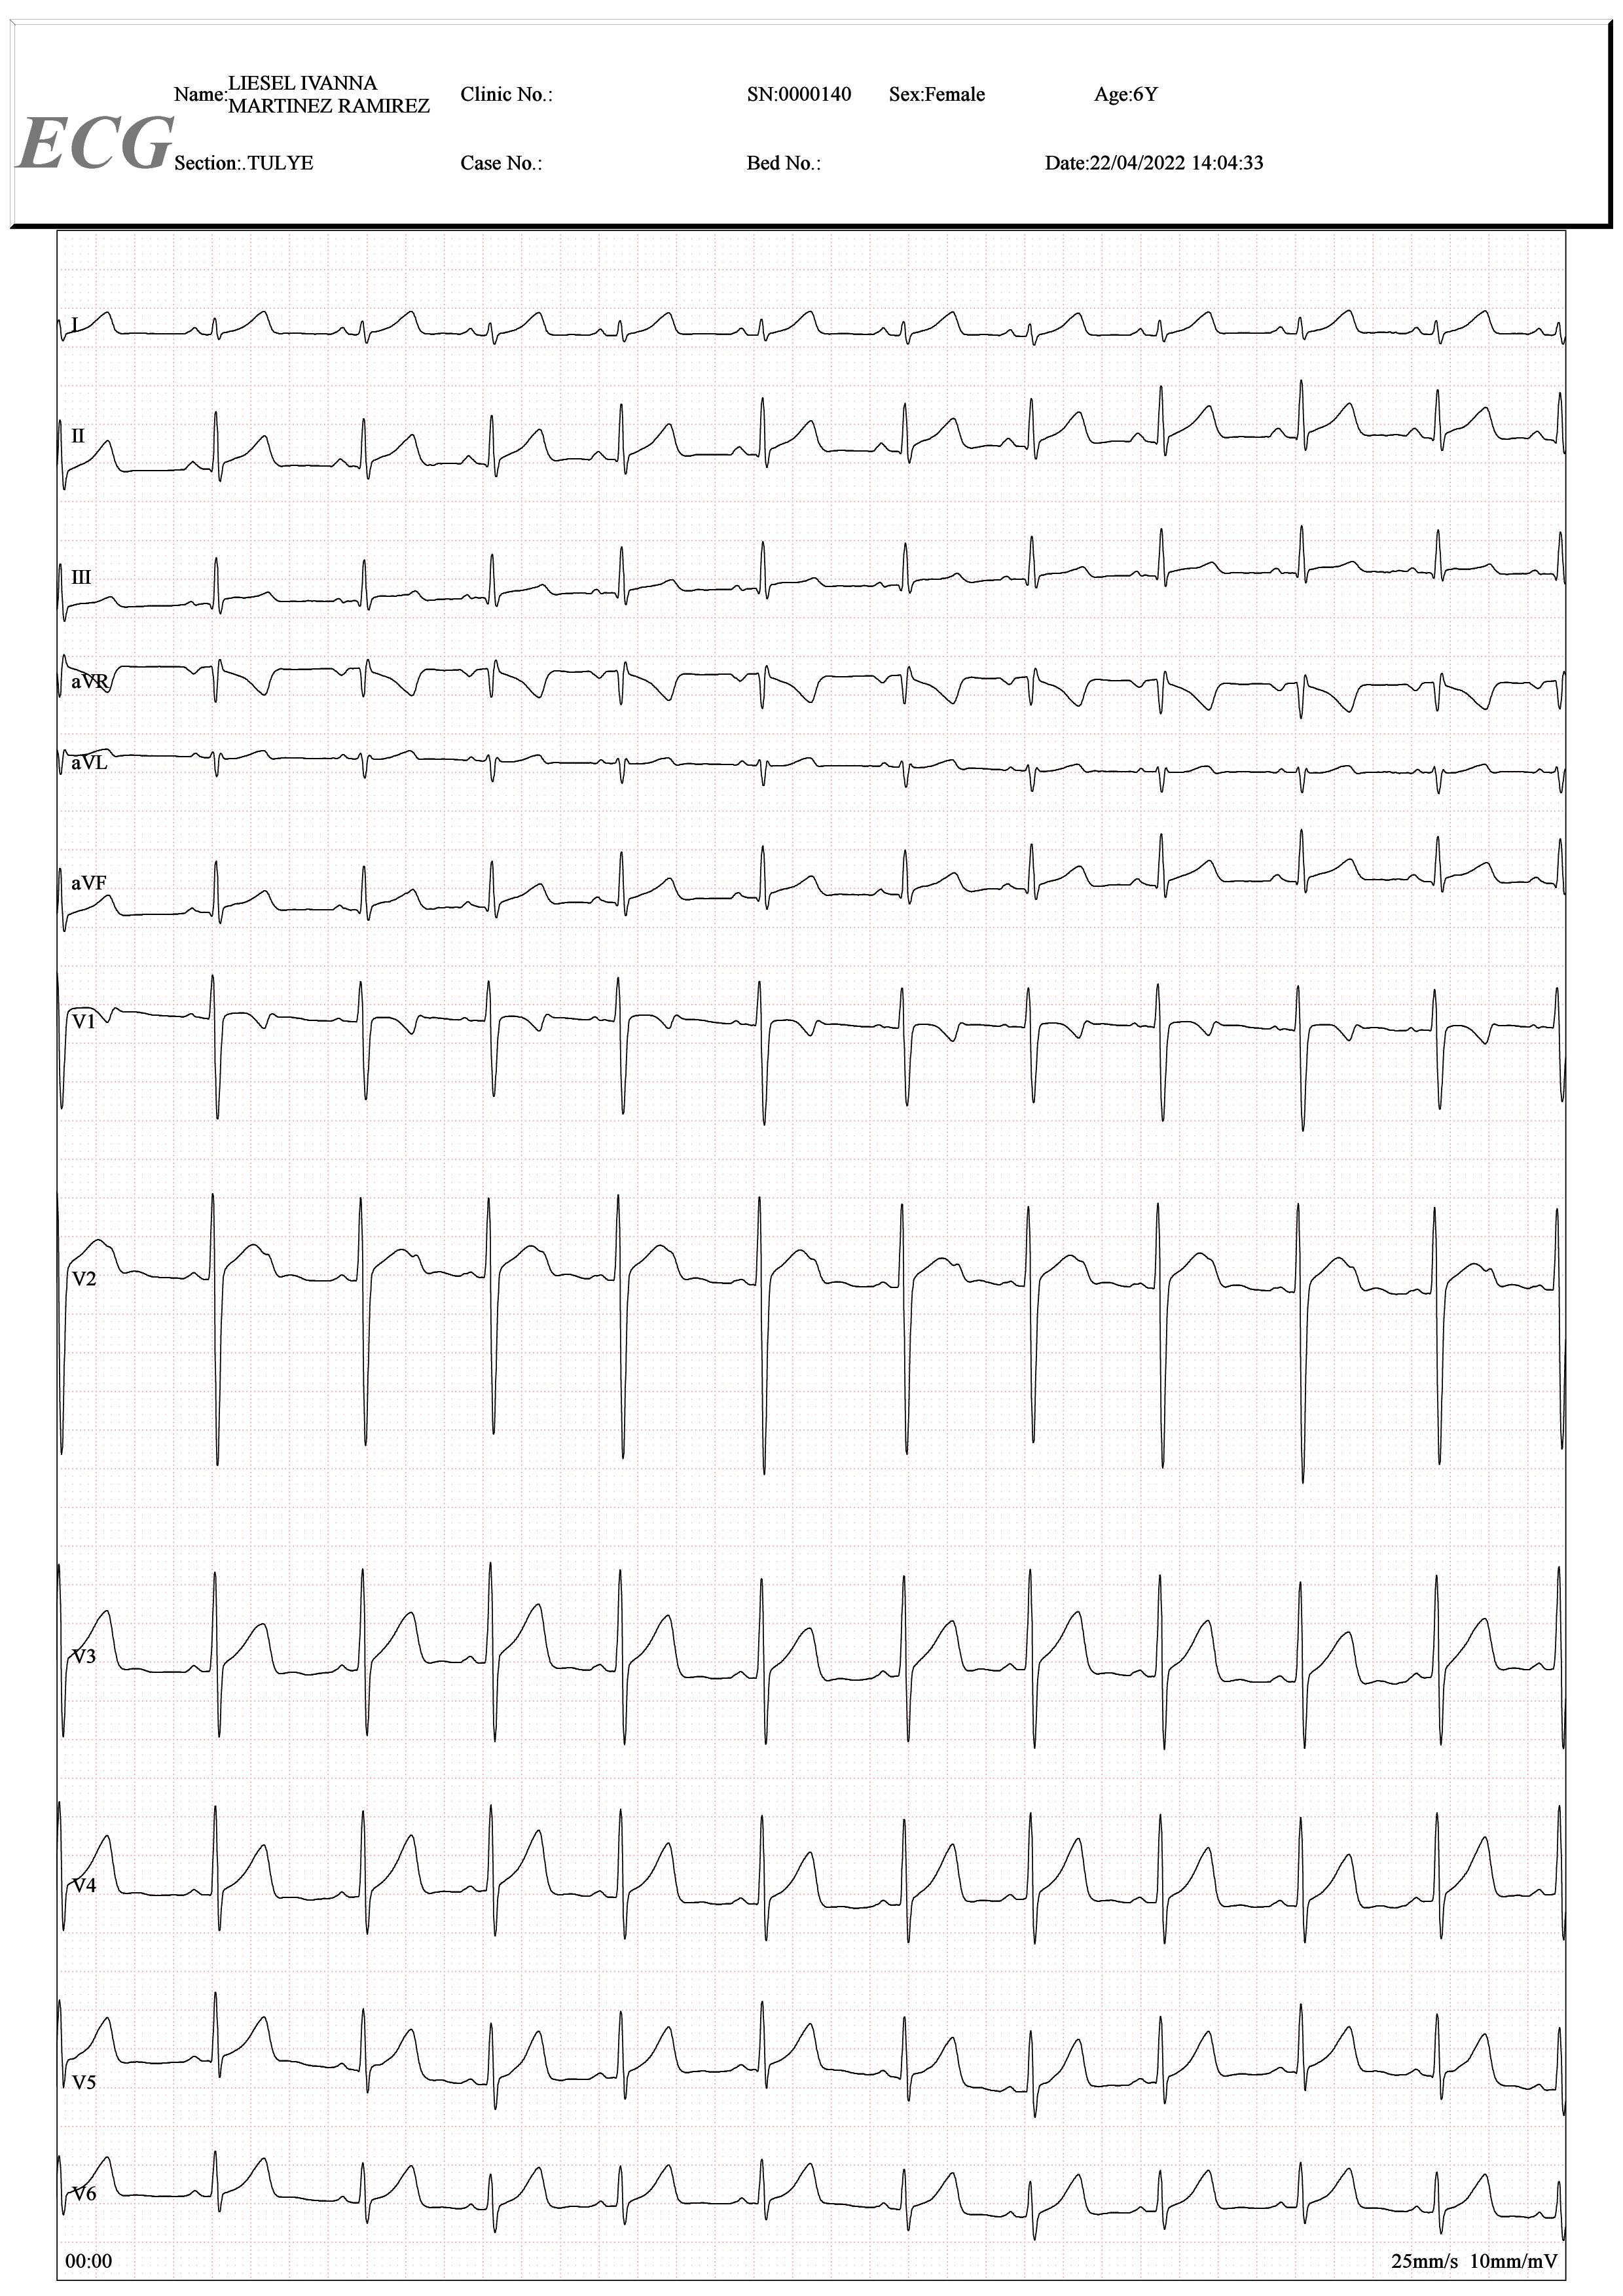 ECG
Name:LIESEL IVANNA MARTINEZ RAMIREZ Clinic No.: SN:0000140 Sex:Female Age:6Y
Section:.TULYE Case No.: Bed No.: Date:22/04/2022 14:04:33
I
II
III
aVR
aVL
aVF
V1
V2
V3
V4
V5
V6
00:00 25mm/s 10mm/mV